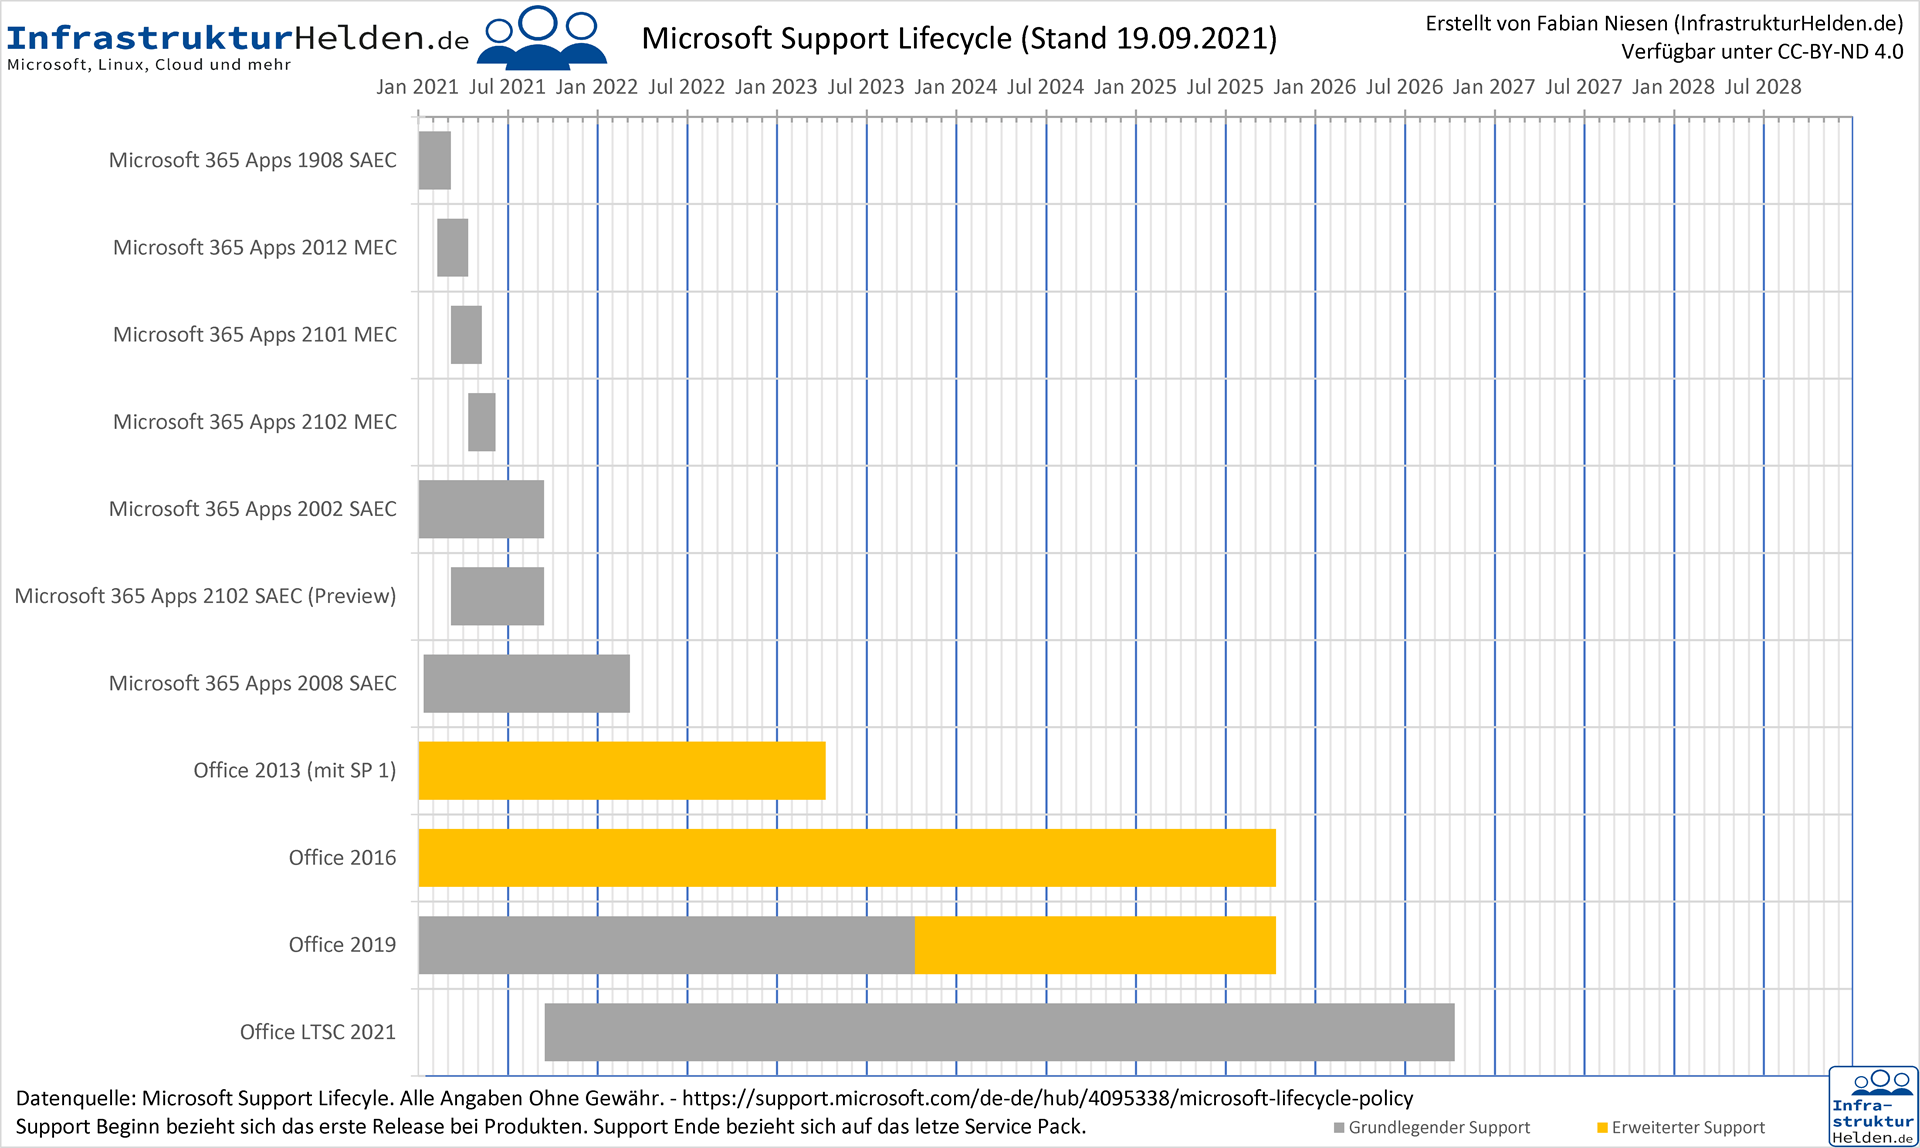 InfrastrukturHelden.de
Microsoft, Linux, Cloud und mehr
Microsoft Support Lifecycle (Stand 19.09.2021)
Erstellt von Fabian Niesen (InfrastrukturHelden.de)
Verfügbar unter CC-BY-ND 4.0
Jan 2021 Jul 2021 Jan 2022 Jul 2022 Jan 2023 Jul 2023 Jan 2024 Jul 2024 Jan 2025 Jul 2025 Jan 2026 Jul 2026 Jan 2027 Jul 2027 Jan 2028 Jul 2028
Microsoft 365 Apps 1908 SAEC
Microsoft 365 Apps 2012 MEC
Microsoft 365 Apps 2101 MEC
Microsoft 365 Apps 2102 MEC
Microsoft 365 Apps 2002 SAEC
Microsoft 365 Apps 2102 SAEC (Preview)
Microsoft 365 Apps 2008 SAEC
Office 2013 (mit SP 1)
Office 2016
Office 2019
Office LTSC 2021
Datenquelle: Microsoft Support Lifecyle. Alle Angaben Ohne Gewähr. - https://support.microsoft.com/de-de/hub/4095338/microsoft-lifecycle-policy
Support Beginn bezieht sich das erste Release bei Produkten. Support Ende bezieht sich auf das letze Service Pack.
Grundlegender Support
Erweiterter Support
Infra-
struktur
Helden.de